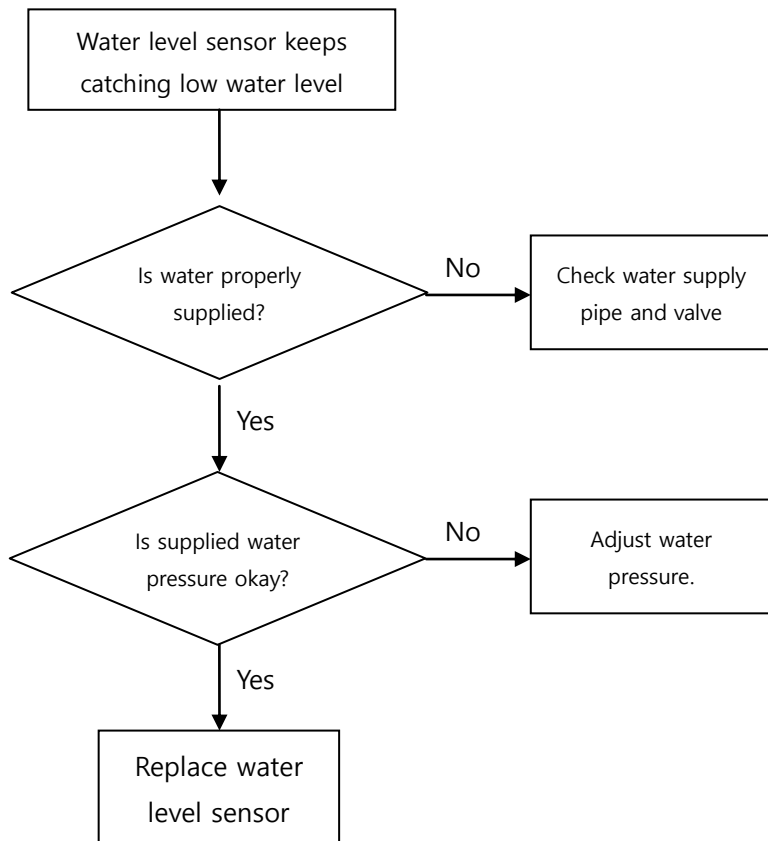 Water level sensor keeps
catching low water level
Is water properly
supplied?
No
Check water supply
pipe and valve
Yes
Is supplied water
pressure okay?
No
Adjust water
pressure.
Yes
Replace water
level sensor